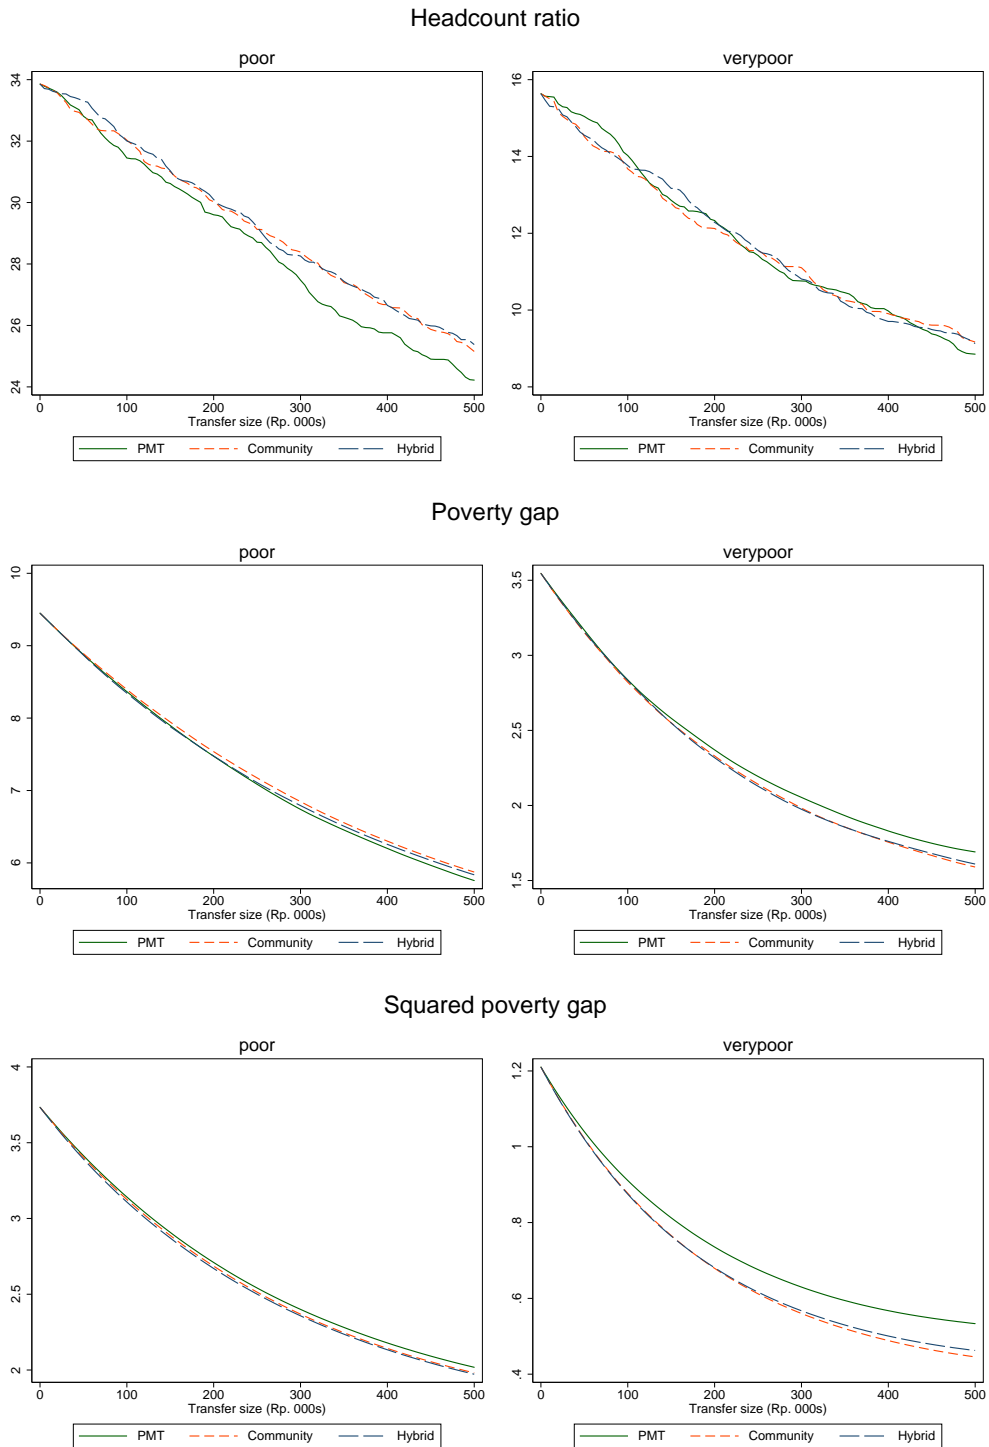 Headcount ratio
poor verypoor
34 32 30 28 26 24
0 100 200 300 400 500
Transfer size (Rp. 000s)
PMT Community Hybrid
16 14 12 10 8
0 100 200 300 400 500
Transfer size (Rp. 000s)
PMT Community Hybrid
Poverty gap
poor verypoor
10 9 8 7 6
0 100 200 300 400 500
Transfer size (Rp. 000s)
PMT Community Hybrid
3.5 3 2.5 2 1.5
0 100 200 300 400 500
Transfer size (Rp. 000s)
PMT Community Hybrid
Squared poverty gap
poor verypoor
4 3.5 3 2.5 2
0 100 200 300 400 500
Transfer size (Rp. 000s)
PMT Community Hybrid
1.2 1 .8 .6 .4
0 100 200 300 400 500
Transfer size (Rp. 000s)
PMT Community Hybrid